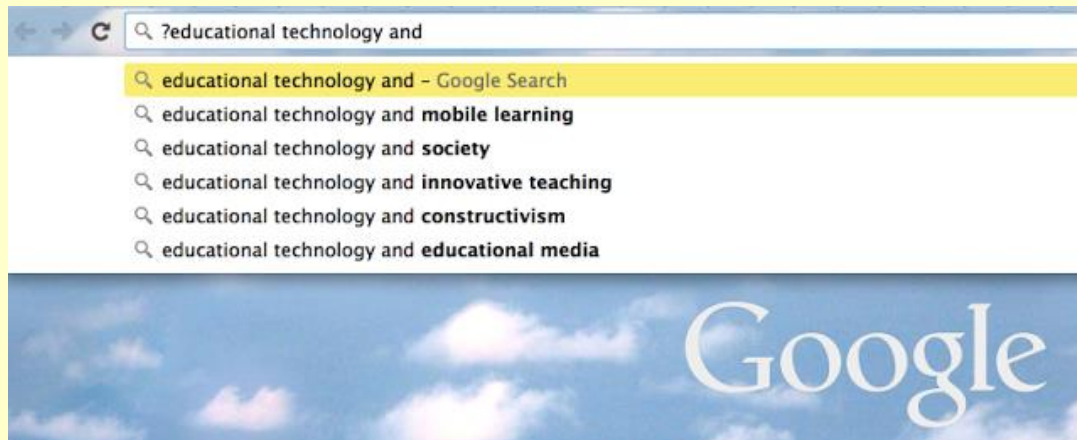 ?educational technology and
educational technology and – Google Search
educational technology and mobile learning
educational technology and society
educational technology and innovative teaching
educational technology and constructivism
educational technology and educational media
Google